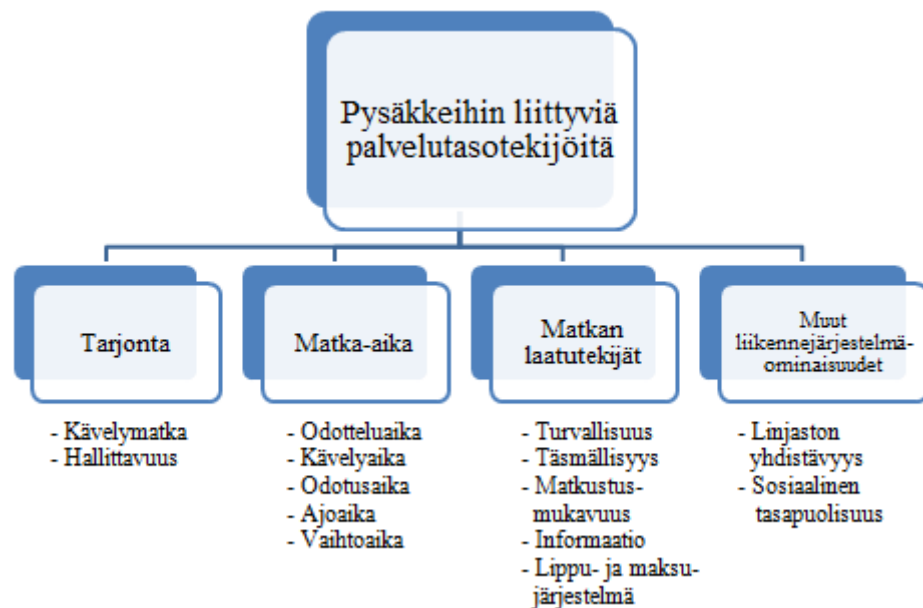 Pysäkkeihin liittyviä
palvelutasotekijöitä
Tarjonta
- Kävelymatka
- Hallittavuus
Matka-aika
- Odotteluaika
- Kävelyaika
- Odotusaika
- Ajoaika
- Vaihtoaika
Matkan
laatutekijät
- Turvallisuus
- Täsmällisyys
- Matkustus-
mukavuus
- Informaatio
- Lippu- ja maksu-
järjestelmä
Muut
liikennejärjestelmä-
ominaisuudet
- Linjaston
yhdistävyys
- Sosiaalinen
tasapuolisuus